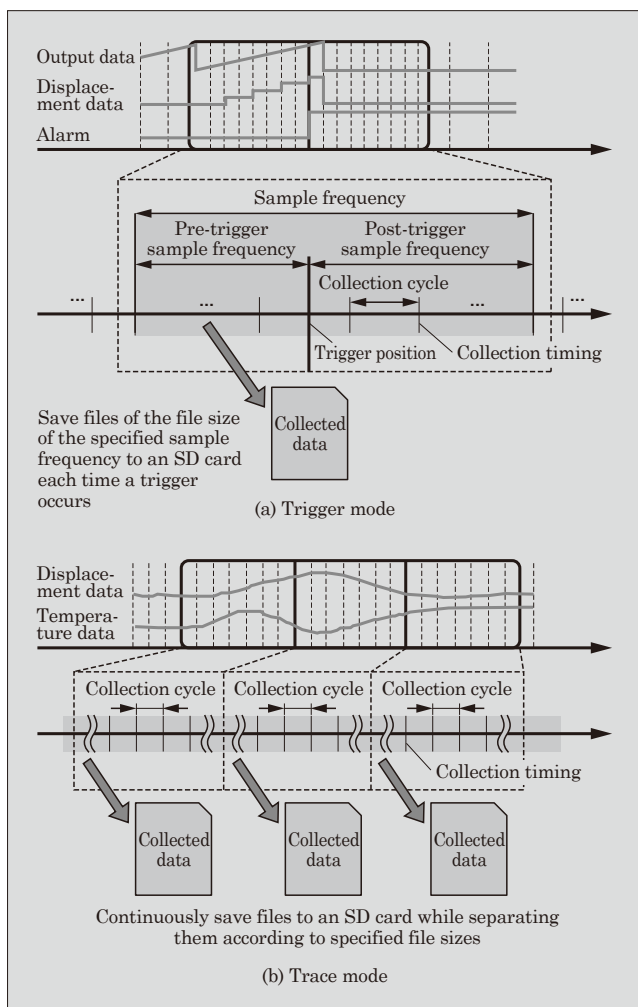 Output data
Displace-
ment data
Alarm
Sample frequency
Pre-trigger
sample frequency
Post-trigger
sample frequency
Collection cycle
...
...
...
...
Trigger position
Collection timing
Collected
data
Save files of the file size
of the specified sample
frequency to an SD card
each time a trigger
occurs
(a) Trigger mode
Displace-
ment data
Tempera-
ture data
Collection cycle
Collection cycle
Collection cycle
Collection timing
Collected
data
Collected
data
Collected
data
Continuously save files to an SD card while separating
them according to specified file sizes
(b) Trace mode